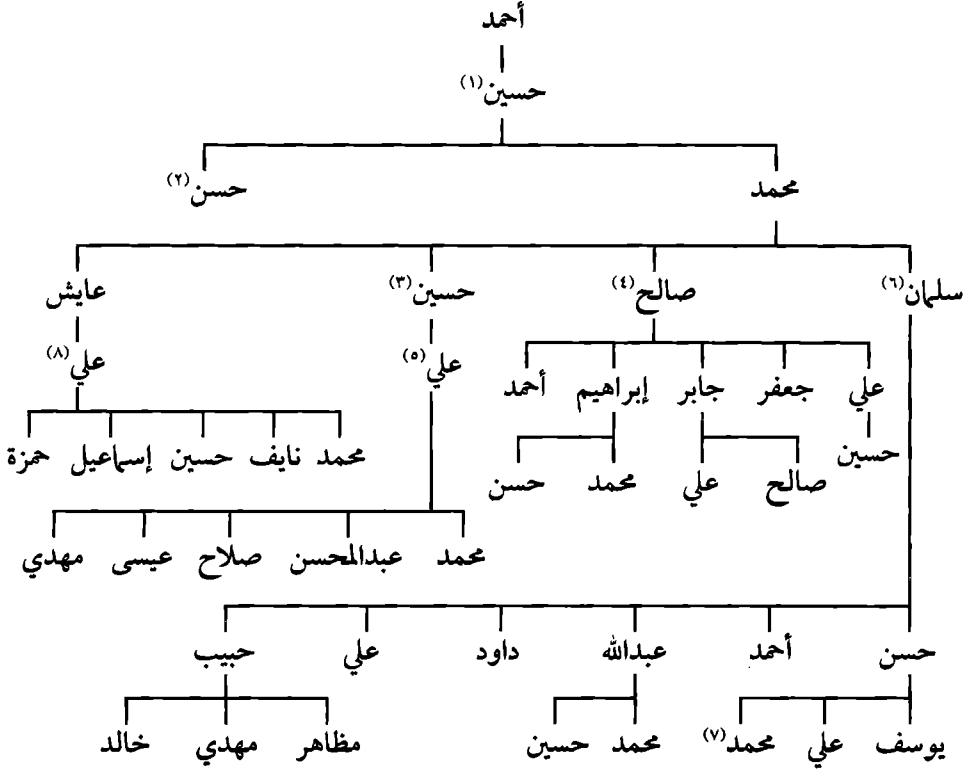 أحمد
حسين(١)
محمد حسن(٢)
سلمان(٦) صالح(٤) حسين(٣) عايش
علي(٥) علي(٨)
علي جعفر جابر إبراهيم أحمد
محمد نايف حسين إسماعيل حمزة
حسين
صالح علي محمد حسن
محمد عبدالمحسن صلاح عيسى مهدي
حسن أحمد عبدالله داود علي حبيب
يوسف علي محمد(٧) محمد حسين مظاهر مهدي خالد